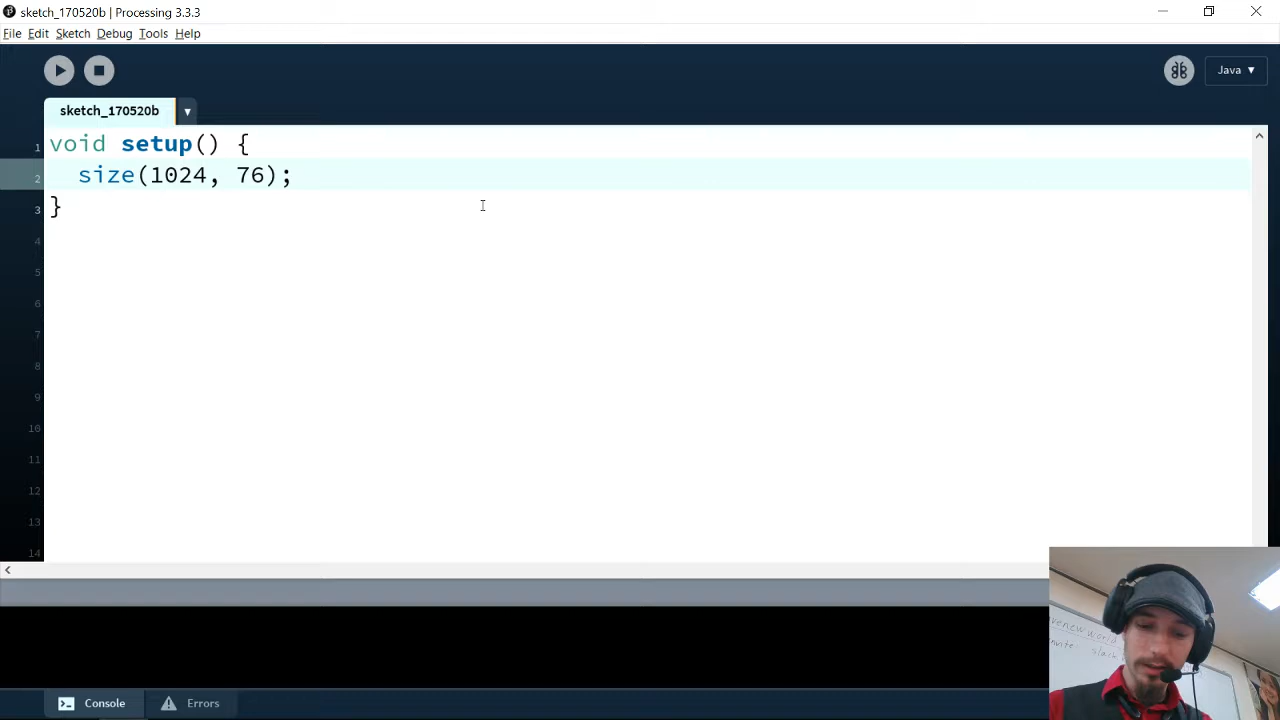 sketch_170520b | Processing 3.3.3
File Edit Sketch Debug Tools Help
Java ▼
sketch_170520b ▼
1 void setup() {
2 size(1024, 76);
3 }
4
5
6
7
8
9
10
11
12
13
14
Console Errors